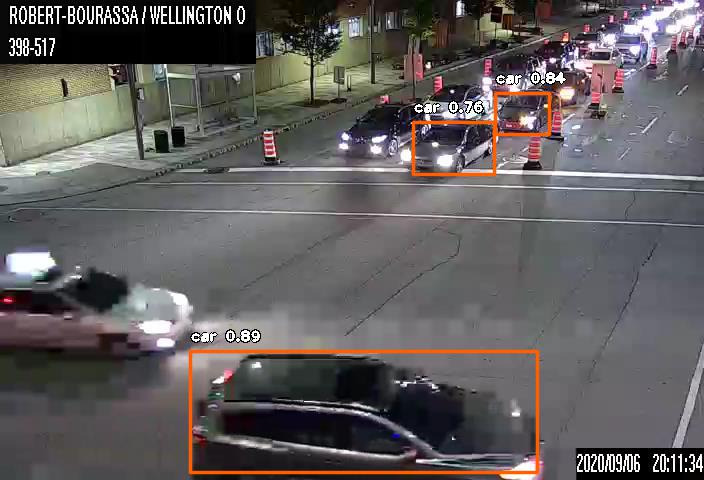 ROBERT-BOURASSA / WELLINGTON O
398-517
car 0.84
car 0.76
car 0.89
2020/09/06 20:11:34